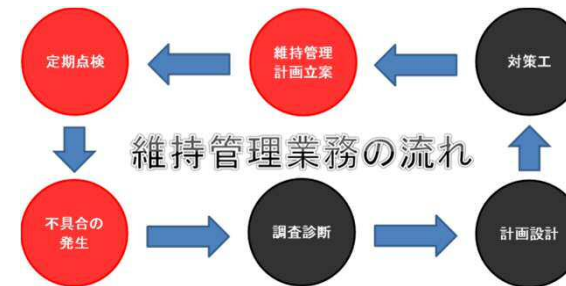 定期点検
維持管理
計画立案
対策工
維持管理業務の流れ
不具合の
発生
調査診断
計画設計